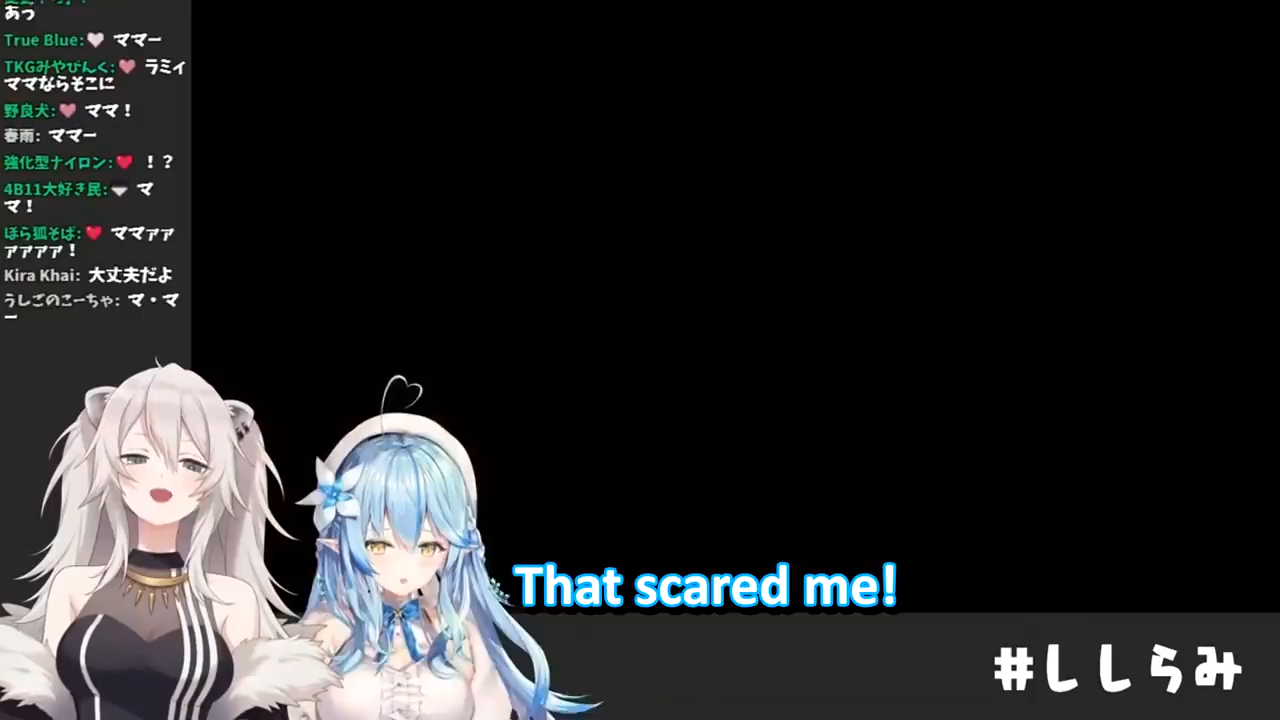 あっ
True Blue: ママー
TKGみやびんく: ラミィ
ママならそこに
野良犬: ママ！
春雨: ママー
強化型ナイロン: ！？
4B11大好き民: マ
マ！
ほら狐そば: ママァァ
ァァァァ！
Kira Khai: 大丈夫だよ
うしごのこーちゃ: マ・マ
ー
That scared me!
#ししらみ